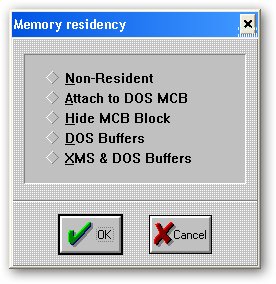 Memory residency
Non-Resident
Attach to DOS MCB
Hide MCB Block
DOS Buffers
XMS & DOS Buffers
OK
Cancel